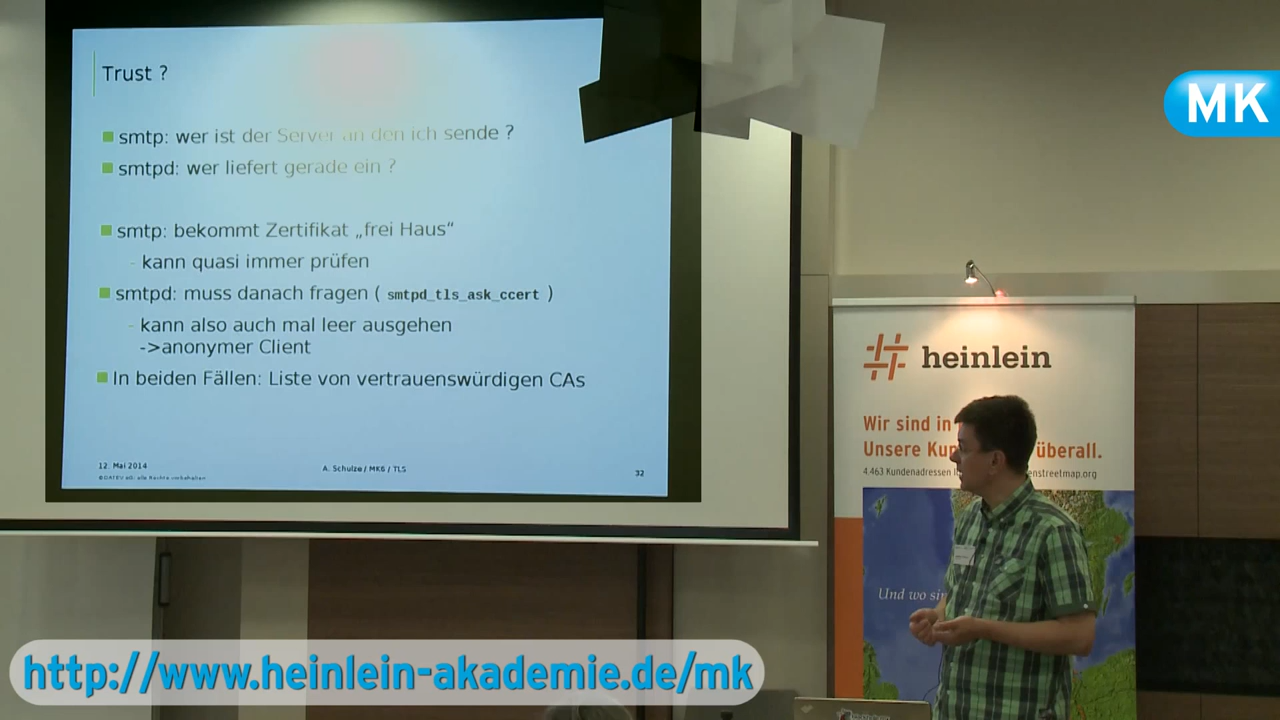 Trust ?
smtp: wer ist der Server an den ich sende ?
smtpd: wer liefert gerade ein ?
smtp: bekommt Zertifikat „frei Haus“
- kann quasi immer prüfen
smtpd: muss danach fragen ( smtpd_tls_ask_ccert )
- kann also auch mal leer ausgehen
->anonymer Client
In beiden Fällen: Liste von vertrauenswürdigen CAs
12. Mai 2014
A. Schulze / MK6 / TLS
32
©DATEV eG; alle Rechte vorbehalten
MK
heinlein
Wir sind in
Unsere Kun überall.
4.463 Kundenadressen enstreetmap.org
Und wo sin
http://www.heinlein-akademie.de/mk